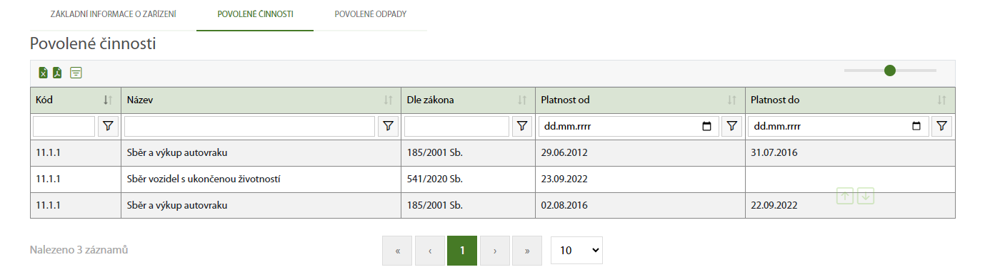 ZÁKLADNÍ INFORMACE O ZAŘÍZENÍ POVOLENÉ ČINNOSTI POVOLENÉ ODPADY
Povolené činnosti
Kód Název Dle zákona Platnost od Platnost do
dd.mm.rrrr dd.mm.rrrr
11.1.1 Sběr a výkup autovraku 185/2001 Sb. 29.06.2012 31.07.2016
11.1.1 Sběr vozidel s ukončenou životností 541/2020 Sb. 23.09.2022
11.1.1 Sběr a výkup autovraku 185/2001 Sb. 02.08.2016 22.09.2022
Nalezeno 3 záznamů « ‹ 1 › » 10